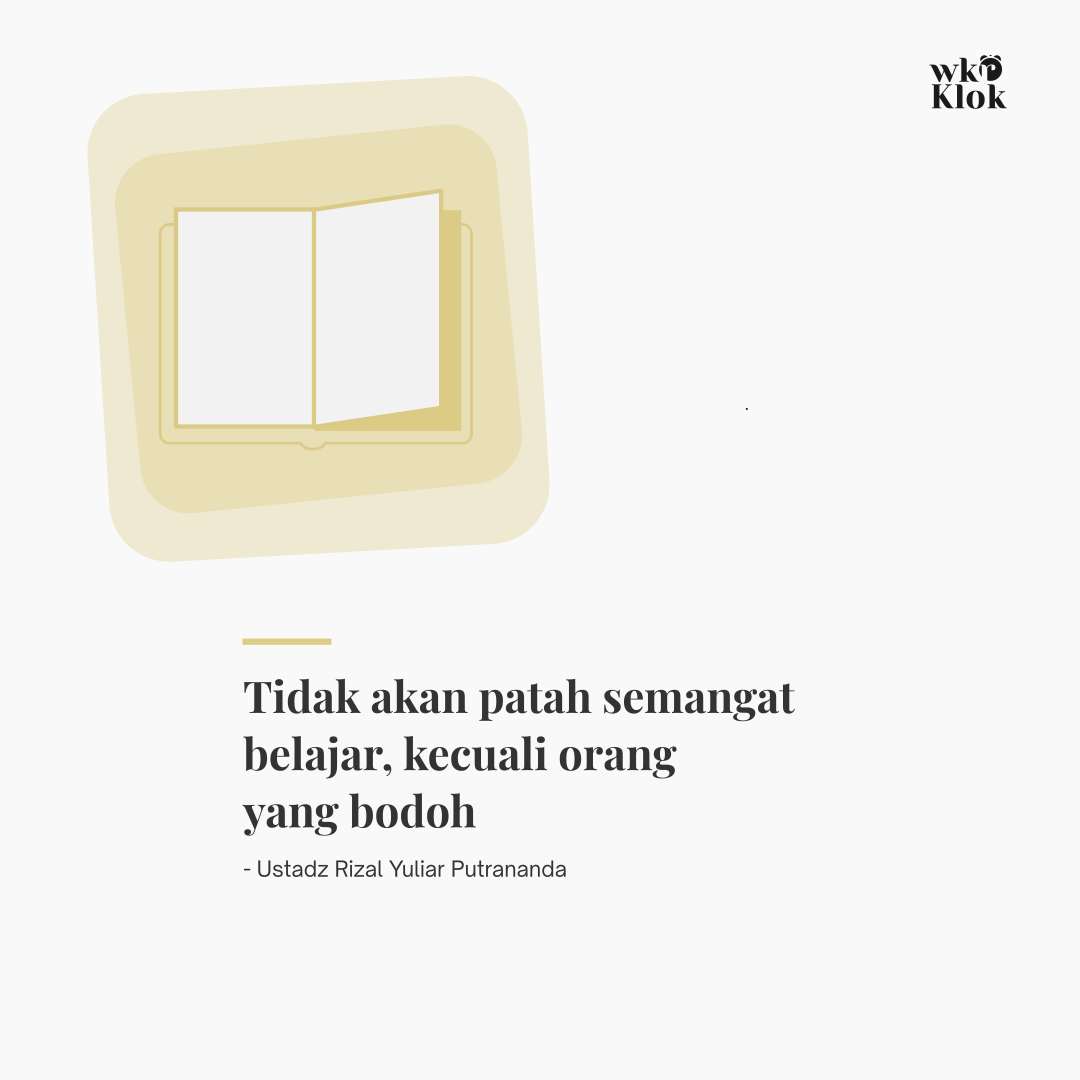 wk
Klok
Tidak akan patah semangat
belajar, kecuali orang
yang bodoh
- Ustadz Rizal Yuliar Putrananda